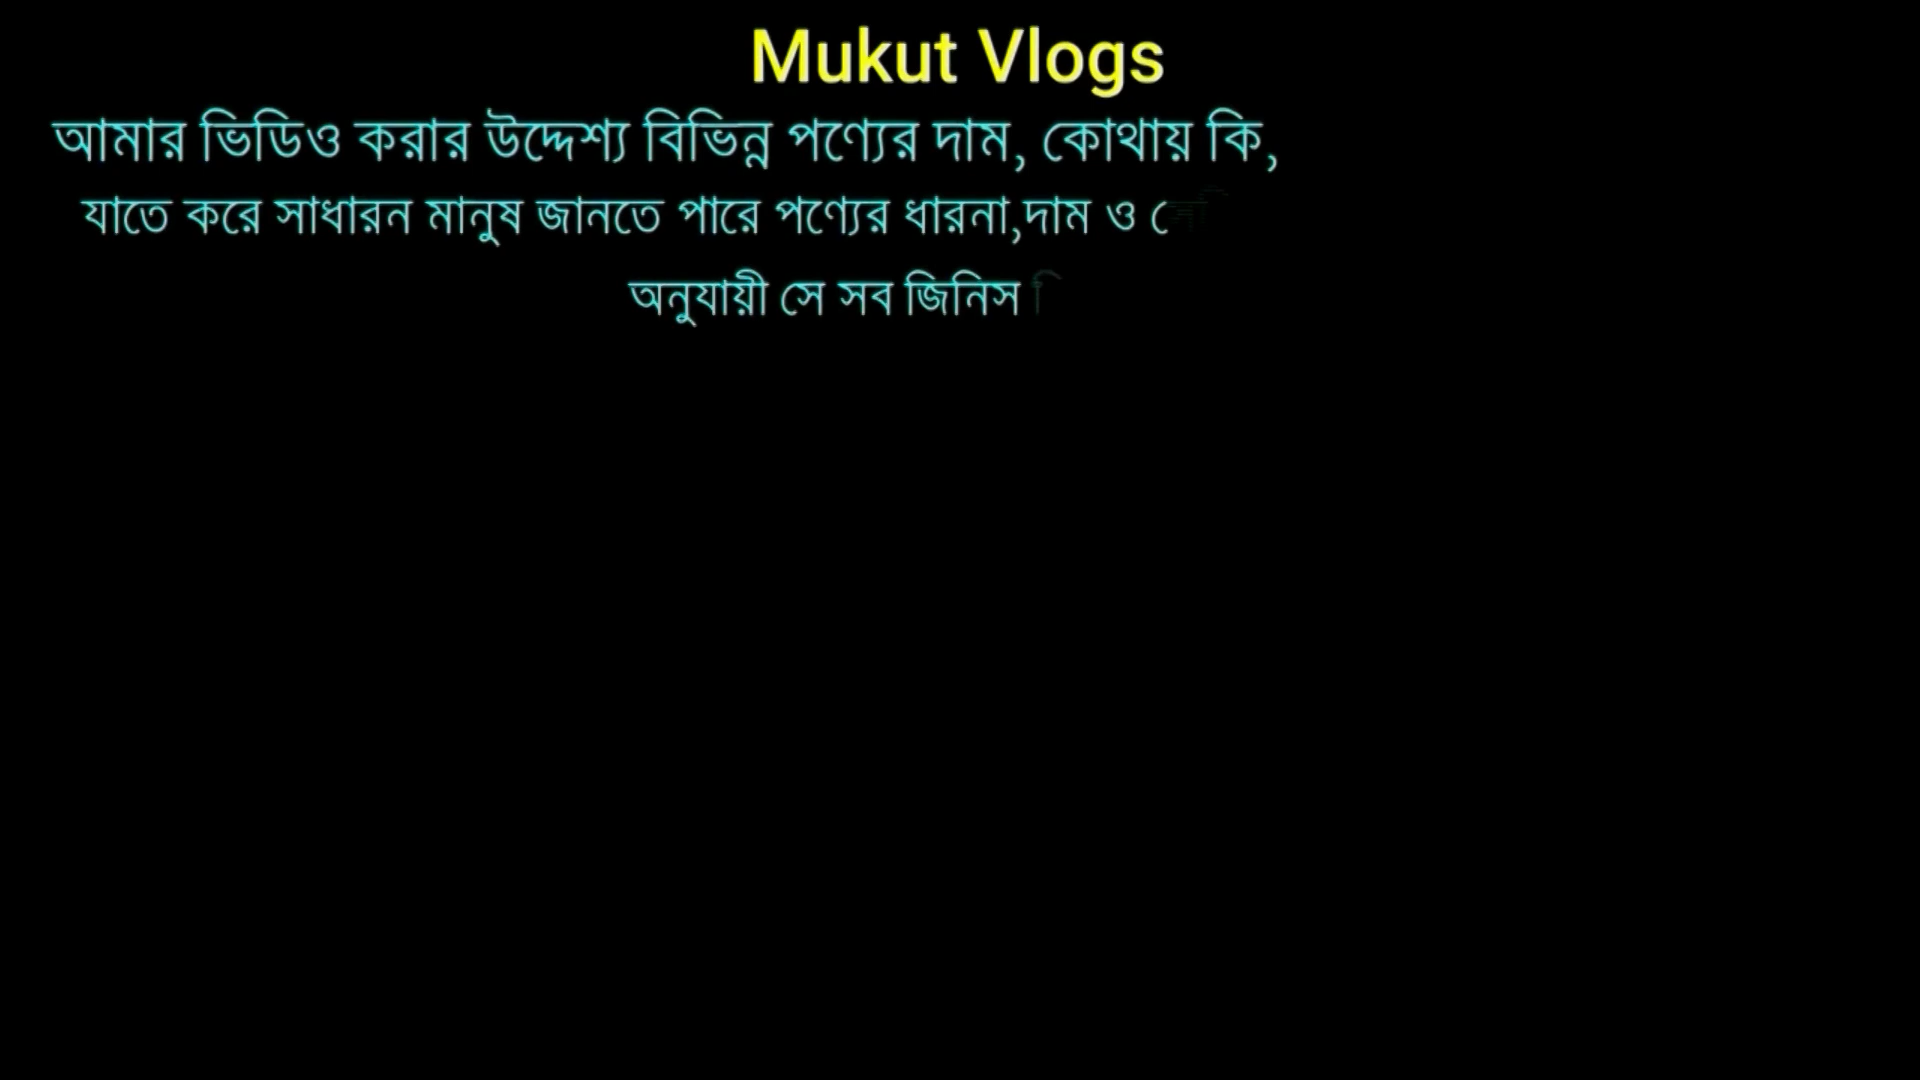 Mukut Vlogs
আমার ভিডিও করার উদ্দেশ্য বিভিন্ন পণ্যের দাম, কোথায় কি,
যাতে করে সাধারন মানুষ জানতে পারে পণ্যের ধারনা,দাম ও
অনুযায়ী সে সব জিনিস